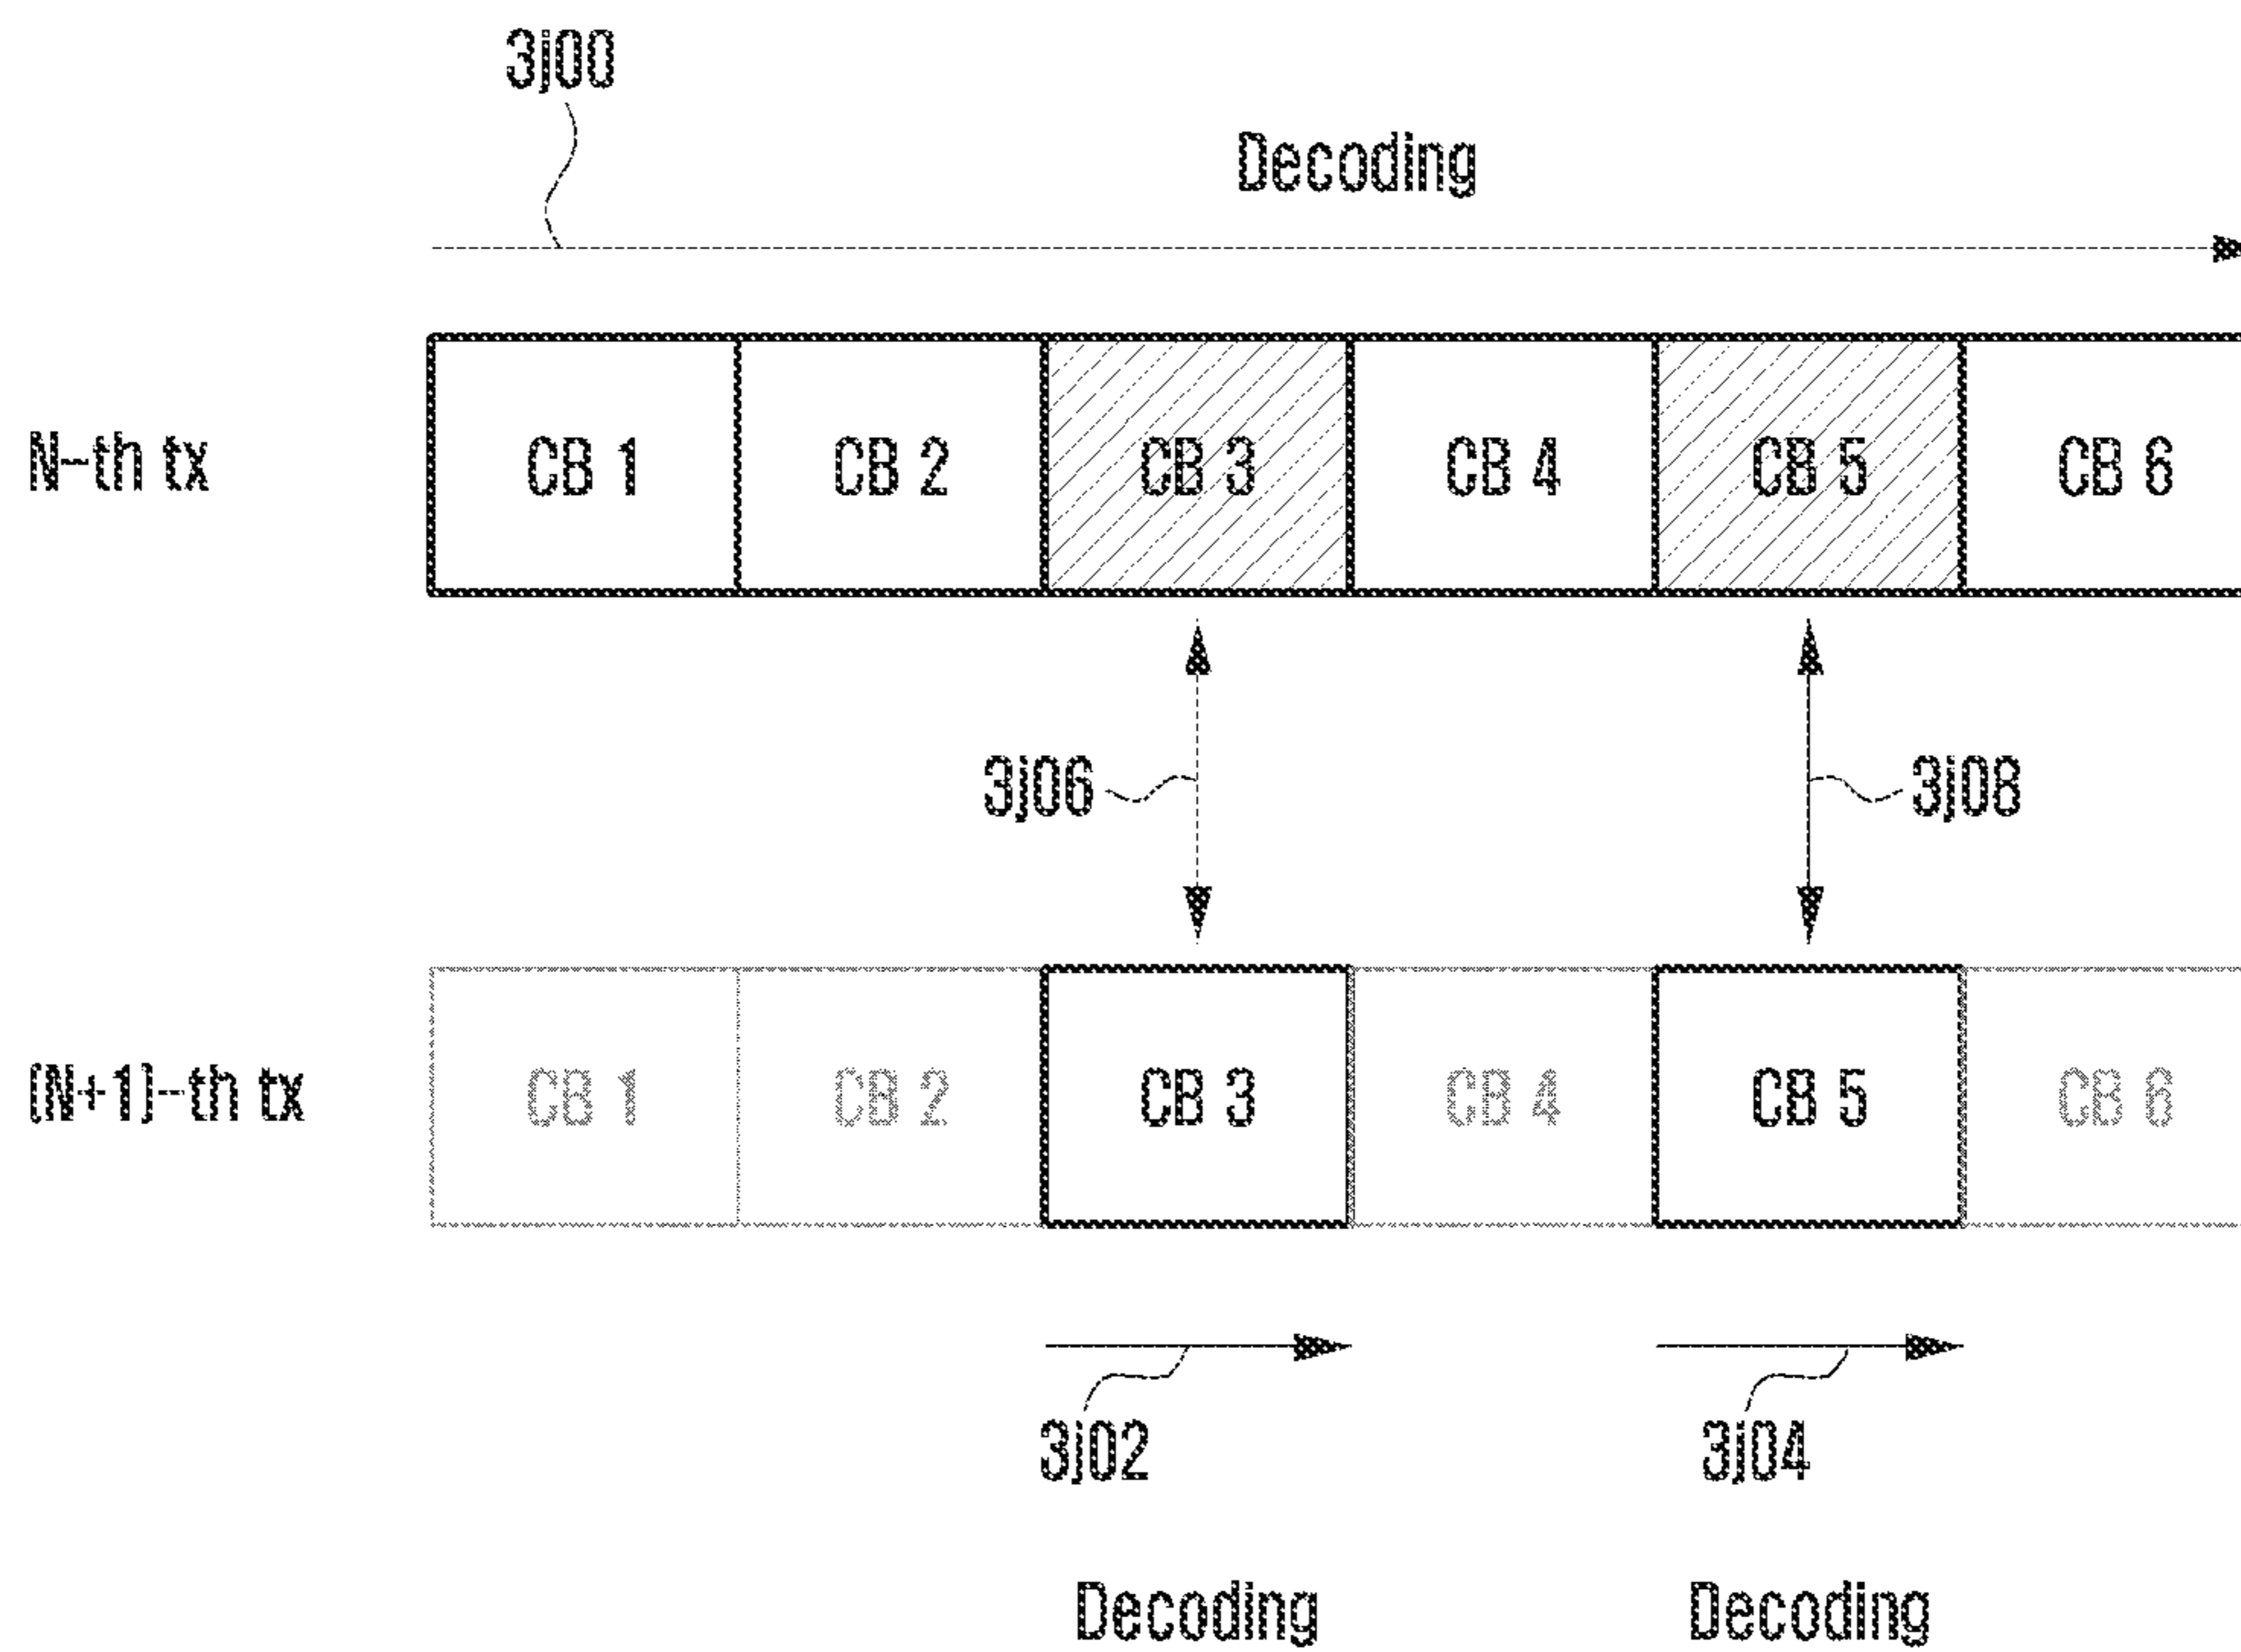 3j00
Decoding
N-th tx
CB 1 CB 2 CB 3 CB 4 CB 5 CB 6
3j06 3j08
(N+1)-th tx
CB 1 CB 2 CB 3 CB 4 CB 5 CB 6
3j02 3j04
Decoding Decoding